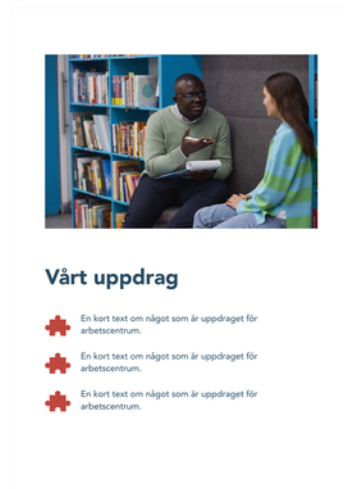 Vårt uppdrag
En kort text om något som är uppdraget för
arbetscentrum.
En kort text om något som är uppdraget för
arbetscentrum.
En kort text om något som är uppdraget för
arbetscentrum.